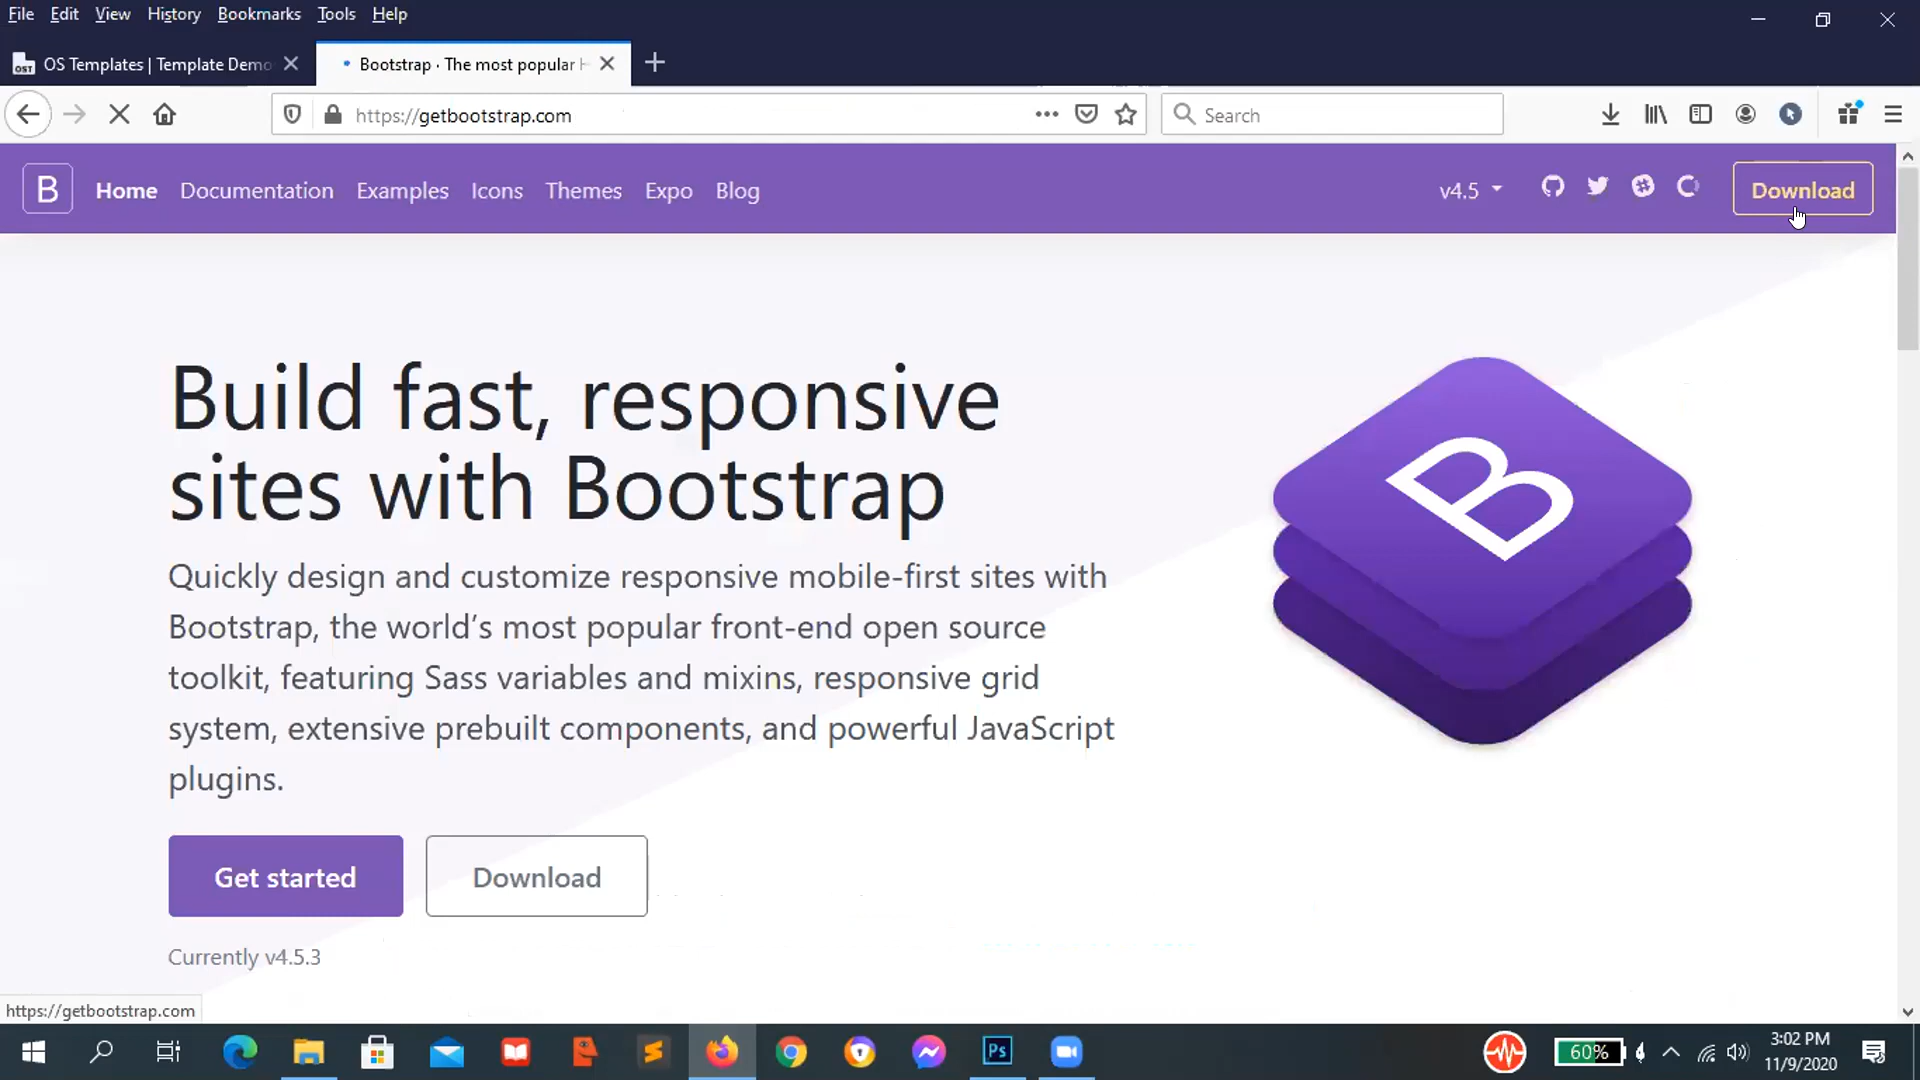 File Edit View History Bookmarks Tools Help
OST OS Templates | Template Demo
Bootstrap · The most popular H
https://getbootstrap.com
Search
B Home Documentation Examples Icons Themes Expo Blog v4.5 Download
Build fast, responsive
sites with Bootstrap
B
Quickly design and customize responsive mobile-first sites with
Bootstrap, the world’s most popular front-end open source
toolkit, featuring Sass variables and mixins, responsive grid
system, extensive prebuilt components, and powerful JavaScript
plugins.
Get started Download
Currently v4.5.3
https://getbootstrap.com
Ps
60%
3:02 PM
11/9/2020